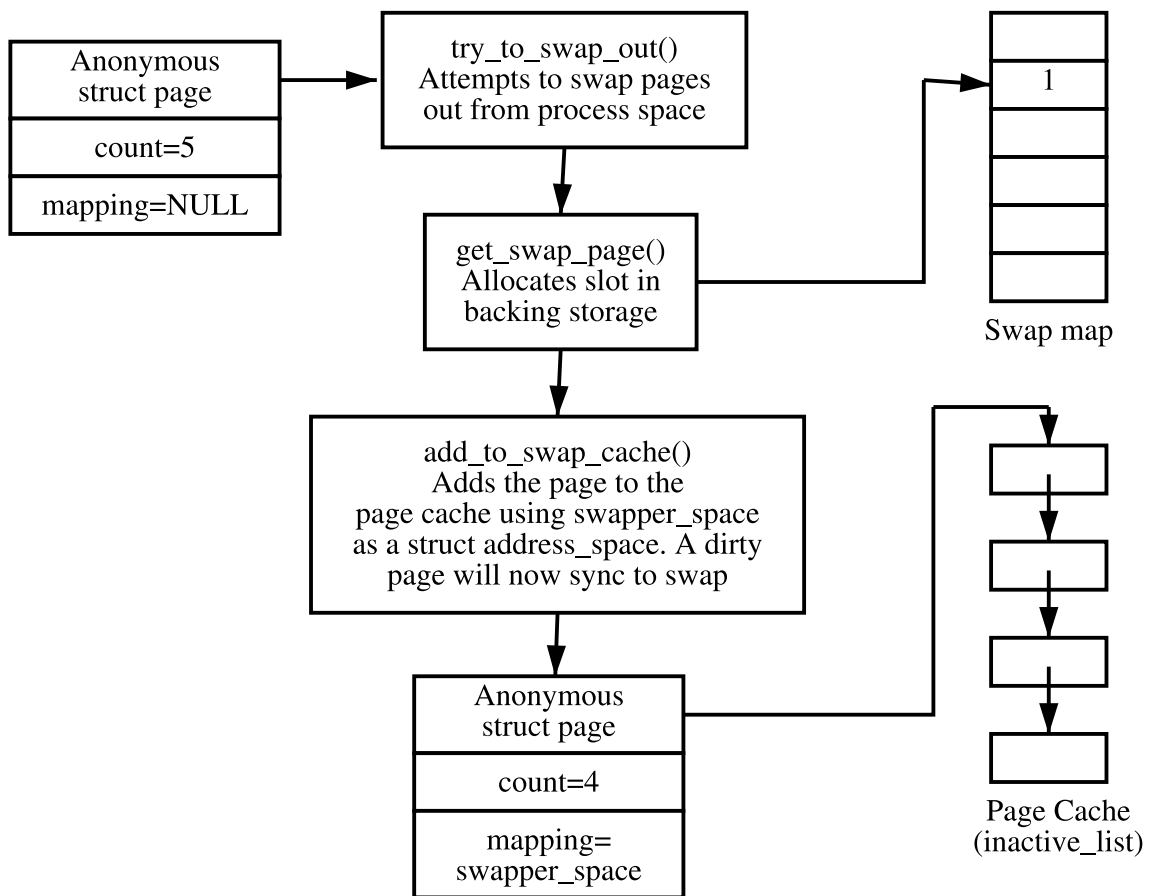 Anonymous
struct page
count=5
mapping=NULL
try_to_swap_out()
Attempts to swap pages
out from process space
1
Swap map
get_swap_page()
Allocates slot in
backing storage
add_to_swap_cache()
Adds the page to the
page cache using swapper_space
as a struct address_space. A dirty
page will now sync to swap
Anonymous
struct page
count=4
mapping=
swapper_space
Page Cache
(inactive_list)